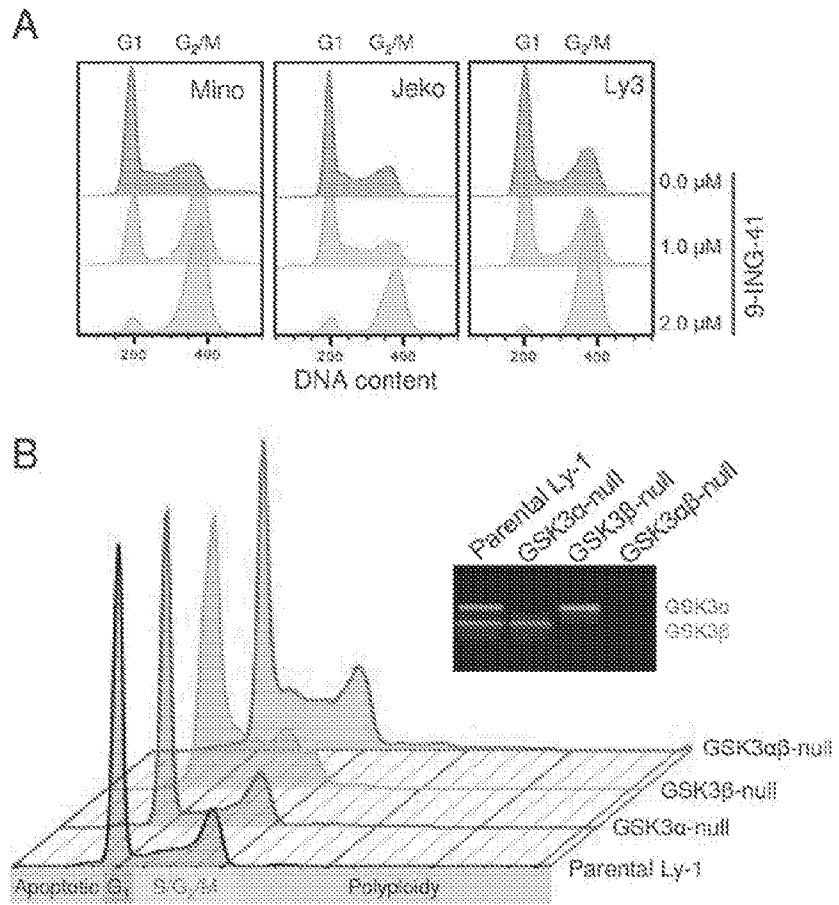 A
G1 G₂/M G1 G₂/M G1 G₂/M
Mino Jeko Ly3
0.0 μM
1.0 μM
2.0 μM
9-ING-41
200 400 200 400 200 400
DNA content
B
Parental Ly-1
GSK3α-null
GSK3β-null
GSK3αβ-null
GSK3α
GSK3β
GSK3αβ-null
GSK3β-null
GSK3α-null
Parental Ly-1
Apoptotic G₁ S/G₂/M Polyploidy